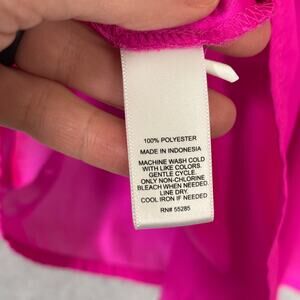 100% POLYESTER
MADE IN INDONESIA
MACHINE WASH COLD
WITH LIKE COLORS.
GENTLE CYCLE.
ONLY NON-CHLORINE
BLEACH WHEN NEEDED.
LINE DRY.
COOL IRON IF NEEDED
RN# 55285